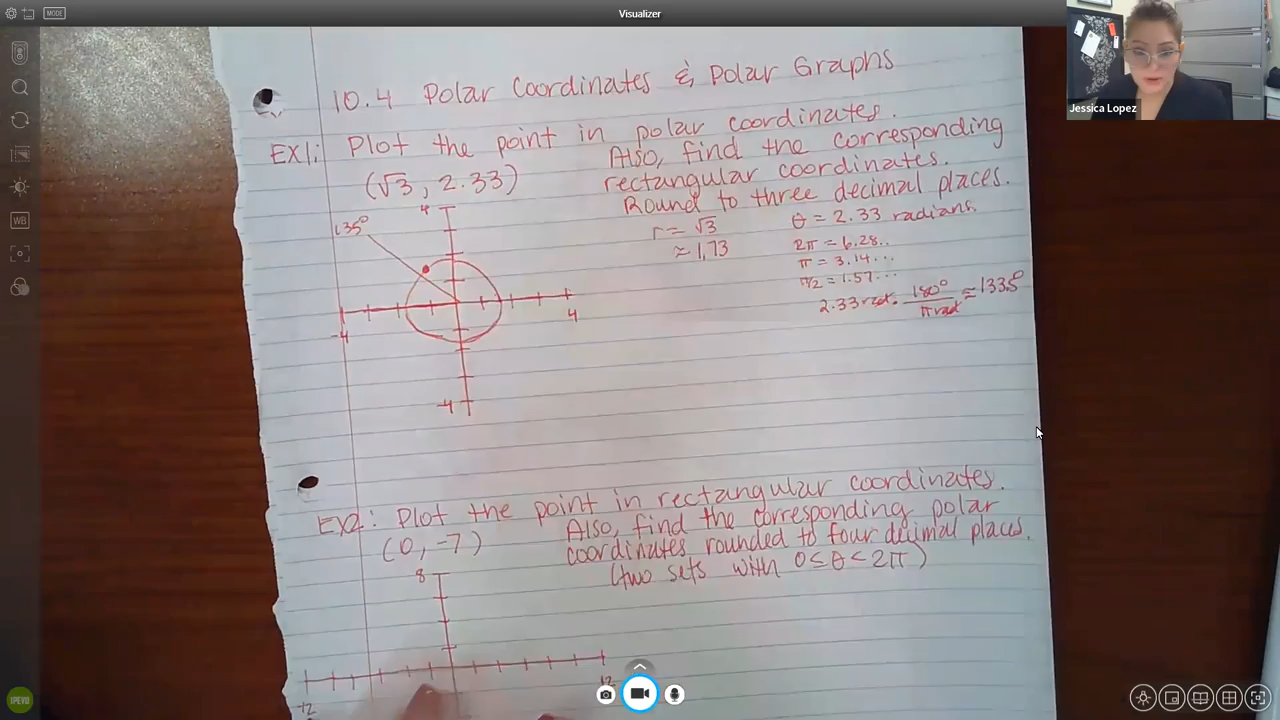 MODE
Visualizer
Jessica Lopez
10.4 Polar Coordinates & Polar Graphs
EX1: Plot the point in polar coordinates.
(√3, 2.33)
Also, find the corresponding
rectangular coordinates.
Round to three decimal places.
r = √3
≈ 1.73
θ = 2.33 radians.
2π = 6.28..
π = 3.14...
π/2 = 1.57...
2.33 rad · 180° / π rad ≈ 133.5°
135°
4
-4
4
-4
EX2: Plot the point in rectangular coordinates.
(0, -7)
Also, find the corresponding polar
coordinates rounded to four decimal places.
(two sets with 0 ≤ θ < 2π)
8
-12
12
WB
IPEVO